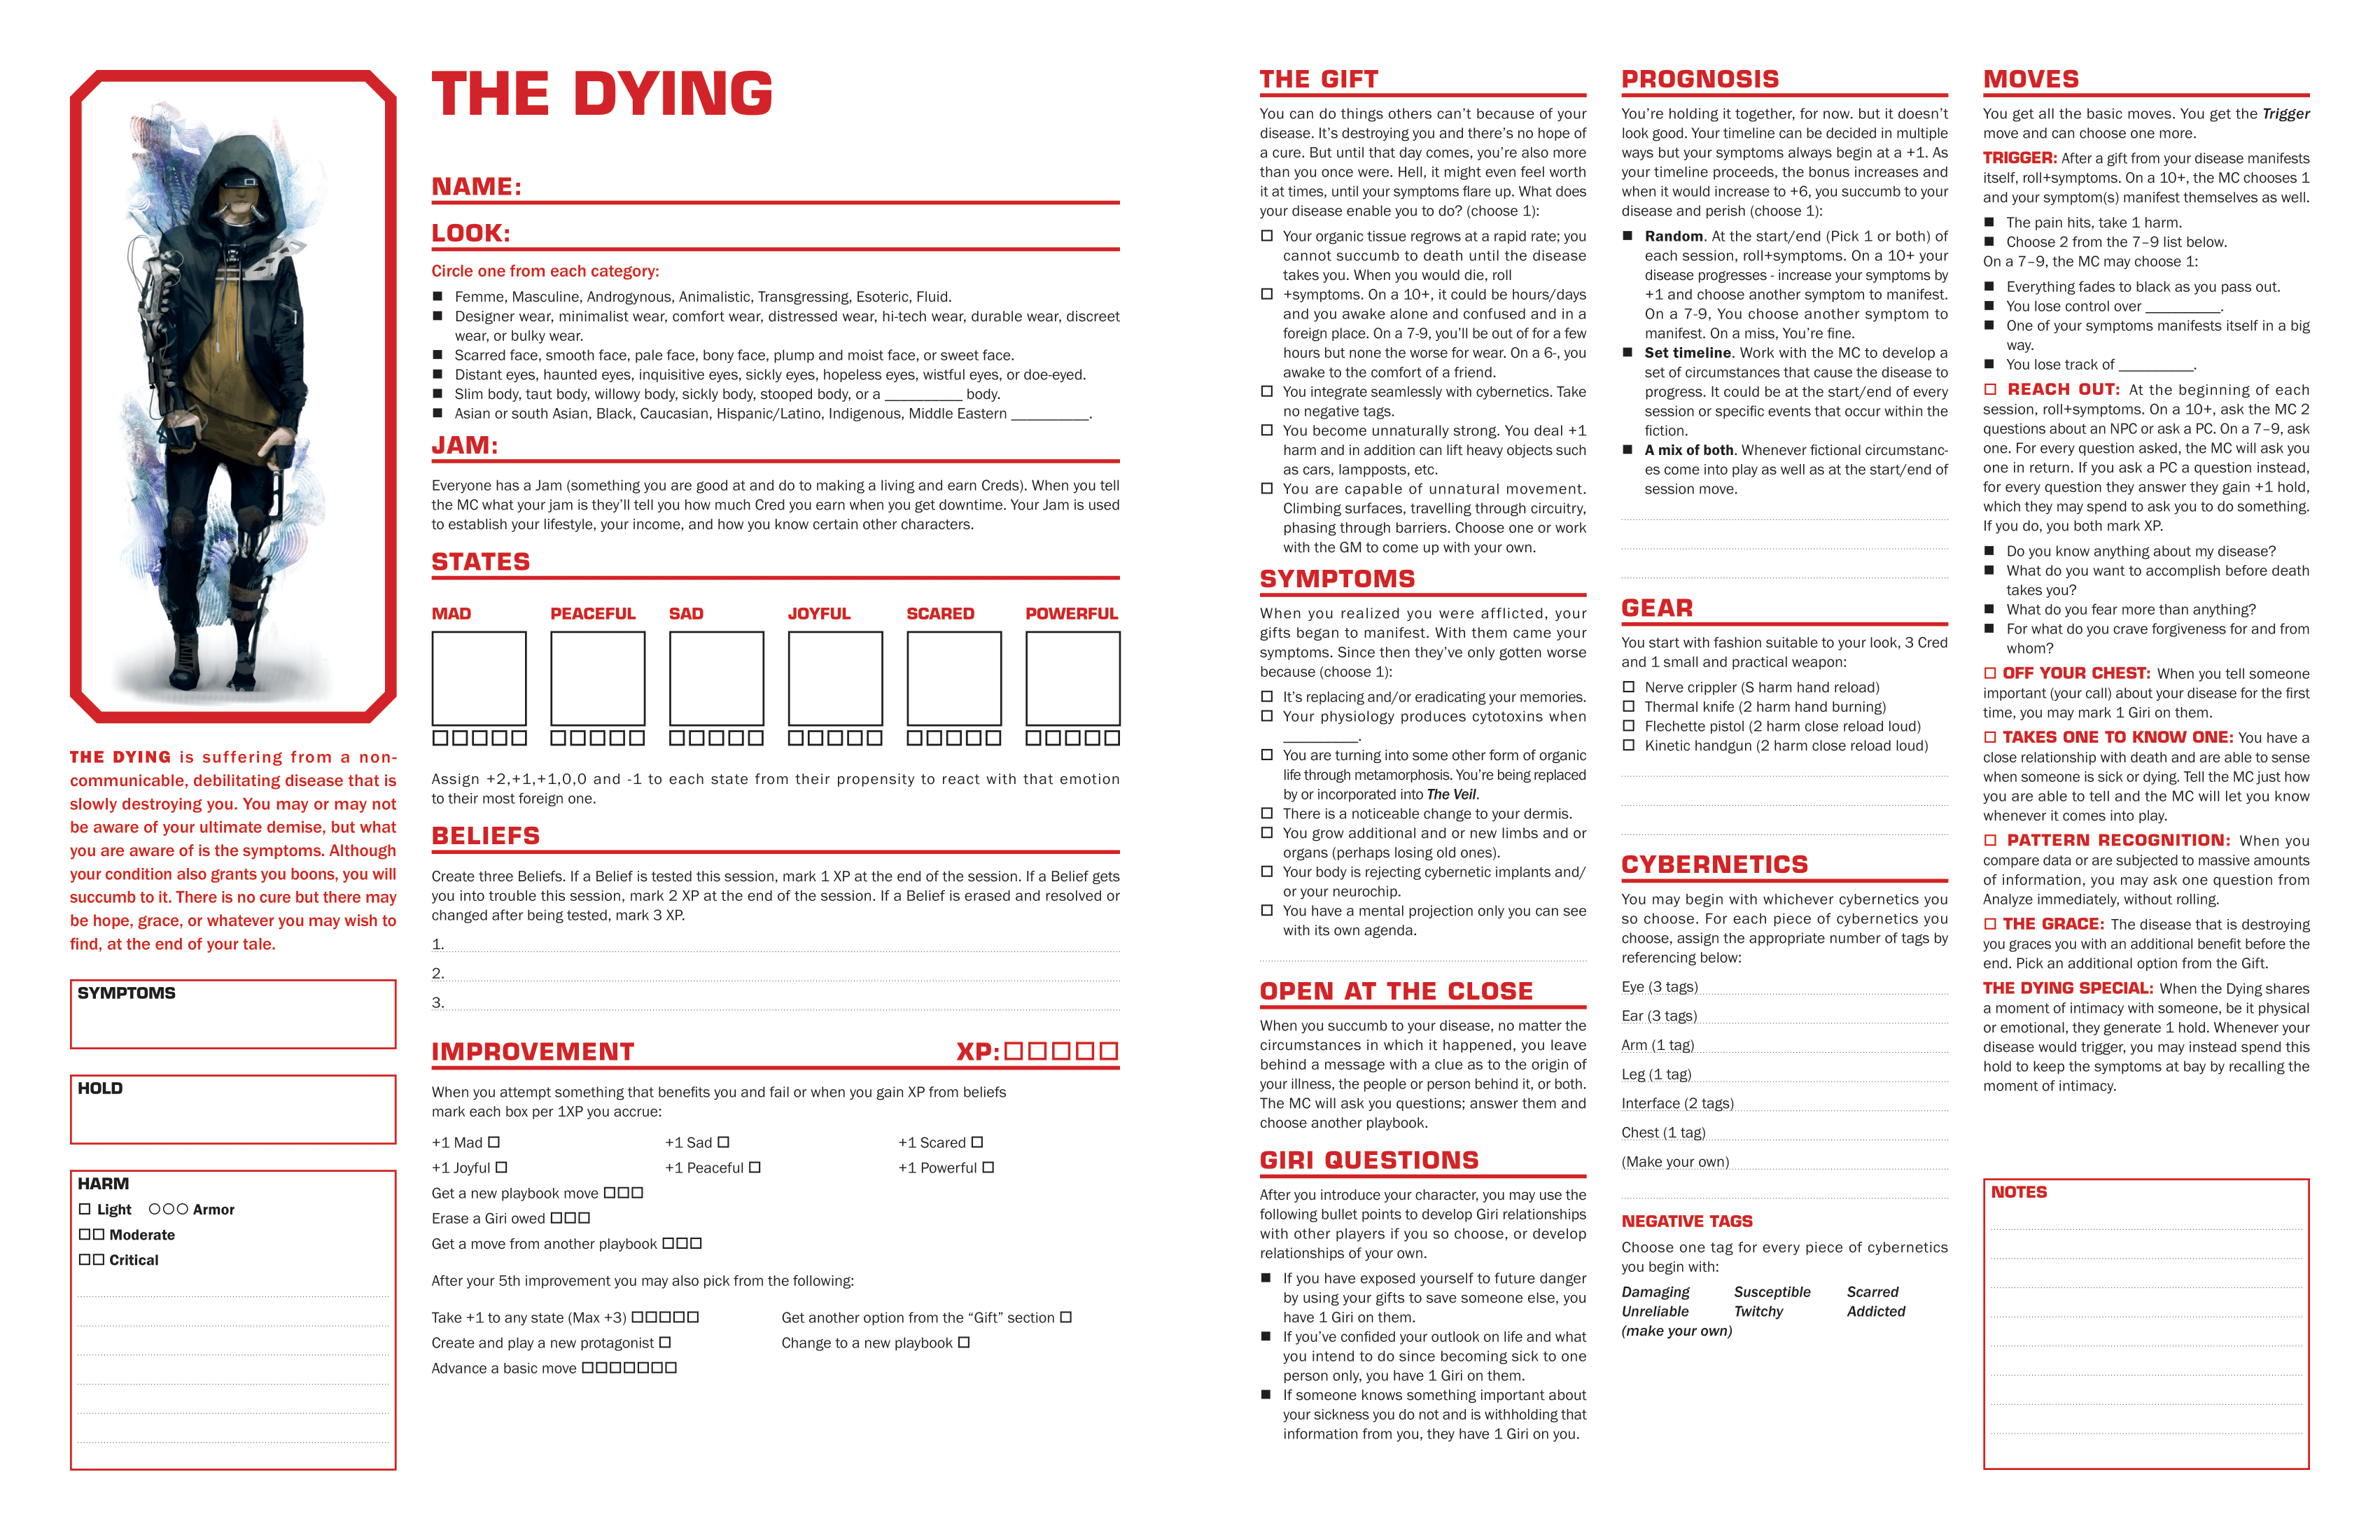 THE DYING
NAME:
LOOK:
Circle one from each category:
■ Femme, Masculine, Androgynous, Animalistic, Transgressing, Esoteric, Fluid.
■ Designer wear, minimalist wear, comfort wear, distressed wear, hi-tech wear, durable wear, discreet
wear, or bulky wear.
■ Scarred face, smooth face, pale face, bony face, plump and moist face, or sweet face.
■ Distant eyes, haunted eyes, inquisitive eyes, sickly eyes, hopeless eyes, wistful eyes, or doe-eyed.
■ Slim body, taut body, willowy body, sickly body, stooped body, or a __________ body.
■ Asian or south Asian, Black, Caucasian, Hispanic/Latino, Indigenous, Middle Eastern __________.
JAM:
Everyone has a Jam (something you are good at and do to making a living and earn Creds). When you tell
the MC what your jam is they'll tell you how much Cred you earn when you get downtime. Your Jam is used
to establish your lifestyle, your income, and how you know certain other characters.
STATES
MAD PEACEFUL SAD JOYFUL SCARED POWERFUL
Assign +2,+1,+1,0,0 and -1 to each state from their propensity to react with that emotion
to their most foreign one.
BELIEFS
Create three Beliefs. If a Belief is tested this session, mark 1 XP at the end of the session. If a Belief gets
you into trouble this session, mark 2 XP at the end of the session. If a Belief is erased and resolved or
changed after being tested, mark 3 XP.
1.
2.
3.
IMPROVEMENT XP: □□□□□
When you attempt something that benefits you and fail or when you gain XP from beliefs
mark each box per 1XP you accrue:
+1 Mad □ +1 Sad □ +1 Scared □
+1 Joyful □ +1 Peaceful □ +1 Powerful □
Get a new playbook move □□□
Erase a Giri owed □□□
Get a move from another playbook □□□
After your 5th improvement you may also pick from the following:
Take +1 to any state (Max +3) □□□□□ Get another option from the “Gift” section □
Create and play a new protagonist □ Change to a new playbook □
Advance a basic move □□□□□□□
THE DYING is suffering from a non-
communicable, debilitating disease that is
slowly destroying you. You may or may not
be aware of your ultimate demise, but what
you are aware of is the symptoms. Although
your condition also grants you boons, you will
succumb to it. There is no cure but there may
be hope, grace, or whatever you may wish to
find, at the end of your tale.
SYMPTOMS
HOLD
HARM
□ Light ○○○ Armor
□□ Moderate
□□ Critical
THE GIFT
You can do things others can't because of your
disease. It's destroying you and there's no hope of
a cure. But until that day comes, you're also more
than you once were. Hell, it might even feel worth
it at times, until your symptoms flare up. What does
your disease enable you to do? (choose 1):
□ Your organic tissue regrows at a rapid rate; you
cannot succumb to death until the disease
takes you. When you would die, roll
□ +symptoms. On a 10+, it could be hours/days
and you awake alone and confused and in a
foreign place. On a 7-9, you'll be out of for a few
hours but none the worse for wear. On a 6-, you
awake to the comfort of a friend.
□ You integrate seamlessly with cybernetics. Take
no negative tags.
□ You become unnaturally strong. You deal +1
harm and in addition can lift heavy objects such
as cars, lampposts, etc.
□ You are capable of unnatural movement.
Climbing surfaces, travelling through circuitry,
phasing through barriers. Choose one or work
with the GM to come up with your own.
SYMPTOMS
When you realized you were afflicted, your
gifts began to manifest. With them came your
symptoms. Since then they've only gotten worse
because (choose 1):
□ It's replacing and/or eradicating your memories.
□ Your physiology produces cytotoxins when
__________.
□ You are turning into some other form of organic
life through metamorphosis. You're being replaced
by or incorporated into The Veil.
□ There is a noticeable change to your dermis.
□ You grow additional and or new limbs and or
organs (perhaps losing old ones).
□ Your body is rejecting cybernetic implants and/
or your neurochip.
□ You have a mental projection only you can see
with its own agenda.
OPEN AT THE CLOSE
When you succumb to your disease, no matter the
circumstances in which it happened, you leave
behind a message with a clue as to the origin of
your illness, the people or person behind it, or both.
The MC will ask you questions; answer them and
choose another playbook.
GIRI QUESTIONS
After you introduce your character, you may use the
following bullet points to develop Giri relationships
with other players if you so choose, or develop
relationships of your own.
■ If you have exposed yourself to future danger
by using your gifts to save someone else, you
have 1 Giri on them.
■ If you've confided your outlook on life and what
you intend to do since becoming sick to one
person only, you have 1 Giri on them.
■ If someone knows something important about
your sickness you do not and is withholding that
information from you, they have 1 Giri on you.
PROGNOSIS
You're holding it together, for now. but it doesn't
look good. Your timeline can be decided in multiple
ways but your symptoms always begin at a +1. As
your timeline proceeds, the bonus increases and
when it would increase to +6, you succumb to your
disease and perish (choose 1):
■ Random. At the start/end (Pick 1 or both) of
each session, roll+symptoms. On a 10+ your
disease progresses - increase your symptoms by
+1 and choose another symptom to manifest.
On a 7-9, You choose another symptom to
manifest. On a miss, You're fine.
■ Set timeline. Work with the MC to develop a
set of circumstances that cause the disease to
progress. It could be at the start/end of every
session or specific events that occur within the
fiction.
■ A mix of both. Whenever fictional circumstanc-
es come into play as well as at the start/end of
session move.
GEAR
You start with fashion suitable to your look, 3 Cred
and 1 small and practical weapon:
□ Nerve crippler (S harm hand reload)
□ Thermal knife (2 harm hand burning)
□ Flechette pistol (2 harm close reload loud)
□ Kinetic handgun (2 harm close reload loud)
CYBERNETICS
You may begin with whichever cybernetics you
so choose. For each piece of cybernetics you
choose, assign the appropriate number of tags by
referencing below:
Eye (3 tags)
Ear (3 tags)
Arm (1 tag)
Leg (1 tag)
Interface (2 tags)
Chest (1 tag)
(Make your own)
NEGATIVE TAGS
Choose one tag for every piece of cybernetics
you begin with:
Damaging Susceptible Scarred
Unreliable Twitchy Addicted
(make your own)
MOVES
You get all the basic moves. You get the Trigger
move and can choose one more.
TRIGGER: After a gift from your disease manifests
itself, roll+symptoms. On a 10+, the MC chooses 1
and your symptom(s) manifest themselves as well.
■ The pain hits, take 1 harm.
■ Choose 2 from the 7–9 list below.
On a 7–9, the MC may choose 1:
■ Everything fades to black as you pass out.
■ You lose control over __________.
■ One of your symptoms manifests itself in a big
way.
■ You lose track of __________.
□ REACH OUT: At the beginning of each
session, roll+symptoms. On a 10+, ask the MC 2
questions about an NPC or ask a PC. On a 7–9, ask
one. For every question asked, the MC will ask you
one in return. If you ask a PC a question instead,
for every question they answer they gain +1 hold,
which they may spend to ask you to do something.
If you do, you both mark XP.
■ Do you know anything about my disease?
■ What do you want to accomplish before death
takes you?
■ What do you fear more than anything?
■ For what do you crave forgiveness for and from
whom?
□ OFF YOUR CHEST: When you tell someone
important (your call) about your disease for the first
time, you may mark 1 Giri on them.
□ TAKES ONE TO KNOW ONE: You have a
close relationship with death and are able to sense
when someone is sick or dying. Tell the MC just how
you are able to tell and the MC will let you know
whenever it comes into play.
□ PATTERN RECOGNITION: When you
compare data or are subjected to massive amounts
of information, you may ask one question from
Analyze immediately, without rolling.
□ THE GRACE: The disease that is destroying
you graces you with an additional benefit before the
end. Pick an additional option from the Gift.
THE DYING SPECIAL: When the Dying shares
a moment of intimacy with someone, be it physical
or emotional, they generate 1 hold. Whenever your
disease would trigger, you may instead spend this
hold to keep the symptoms at bay by recalling the
moment of intimacy.
NOTES